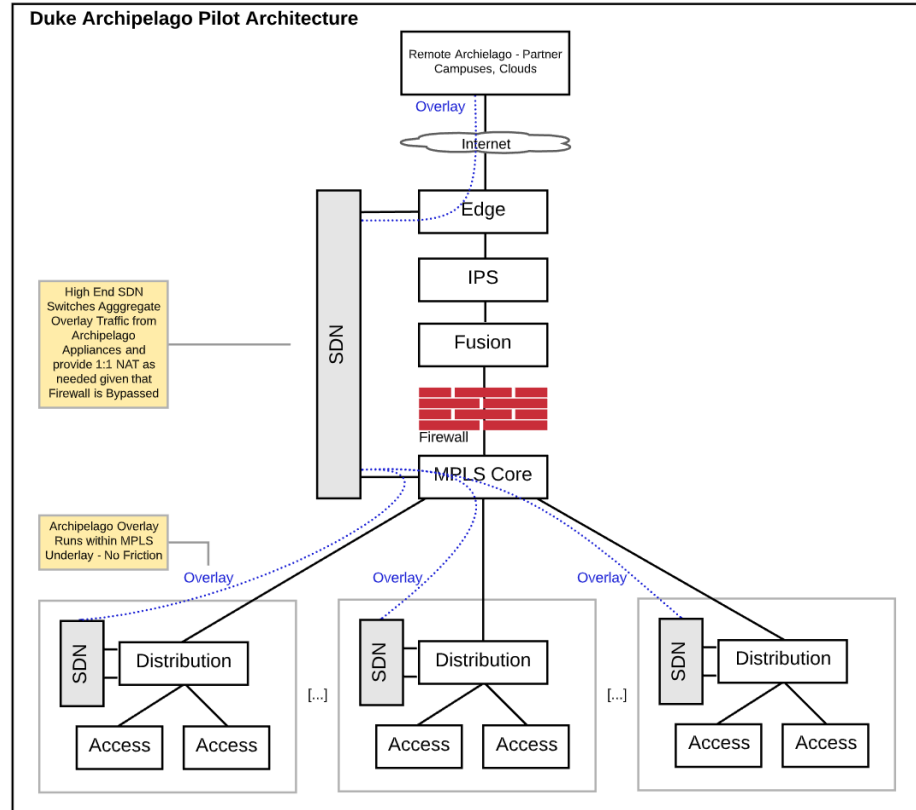 Duke Archipelago Pilot Architecture
Remote Archielago - Partner
Campuses, Clouds
Overlay
Internet
Edge
IPS
SDN
High End SDN
Switches Agggregate
Overlay Traffic from
Archipelago
Appliances and
provide 1:1 NAT as
needed given that
Firewall is Bypassed
Fusion
Firewall
MPLS Core
Archipelago Overlay
Runs within MPLS
Underlay - No Friction
Overlay
Overlay
Overlay
SDN
Distribution
Access
Access
[...]
SDN
Distribution
Access
Access
[...]
SDN
Distribution
Access
Access